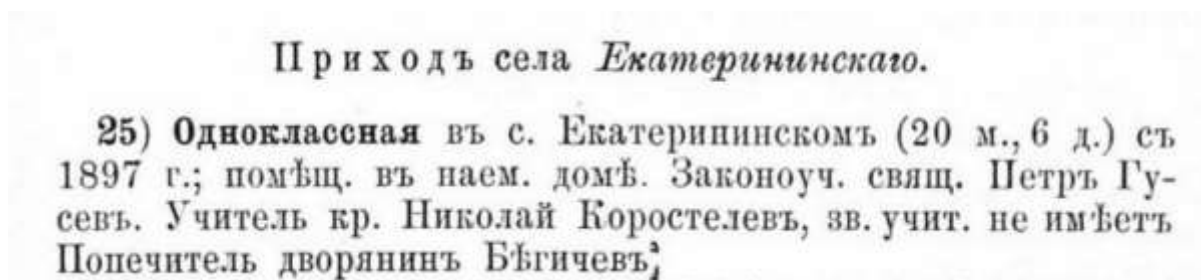 Приходъ села Екатерининскаго.
25) Одноклассная въ с. Екатерининскомъ (20 м., 6 д.) съ
1897 г.; помѣщ. въ наем. домѣ. Законоуч. свящ. Петръ Гу-
севъ. Учитель кр. Николай Коростелевъ, зв. учит. не имѣетъ
Попечитель дворянинъ Бѣгичевъ;